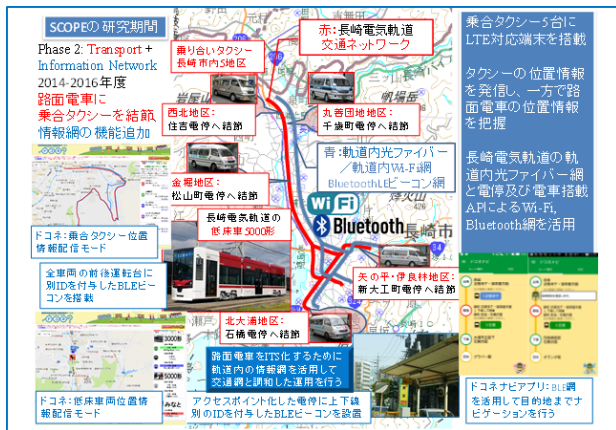 SCOPEの研究期間
Phase 2: Transport +
Information Network
2014-2016年度
路面電車に
乗合タクシーを結節,
情報網の機能追加
ドコネ:乗合タクシー位置
情報配信モード
全車両の前後運転台に
別IDを付与したBLEビー
コンを搭載
ドコネ:低床車両位置情
報配信モード
乗り合いタクシー
長崎市内5地区
赤:長崎電気軌道
交通ネットワーク
岩屋山
西北地区:
住吉電停へ結節
丸善団地地区:
千歳町電停へ結節
帆場岳
青:軌道内光ファイバー
/軌道内Wi-Fi網
BluetoothLEビーコン網
金堀地区:
松山町電停へ結節
Wi Fi
Bluetooth
長崎電気軌道の
低床車5000形
長崎市
34
矢の平・伊良林地区:
新大工町電停へ結節
北大浦地区:
石橋電停へ結節
路面電車をITS化するために
軌道内の情報網を活用して
交通網と調和した運用を行う
アクセスポイント化した電停に上下線
別のIDを付与したBLEビーコンを設置
乗合タクシー5台に
LTE対応端末を搭載
タクシーの位置情報
を発信し、一方で路
面電車の位置情報
を把握
長崎電気軌道の軌
道内光ファイバー網
と電停及び電車搭載
APによるWi-Fi,
Bluetooth網を活用
ドコネナビアプリ:BLE網
を活用して目的地までナ
ビゲーションを行う